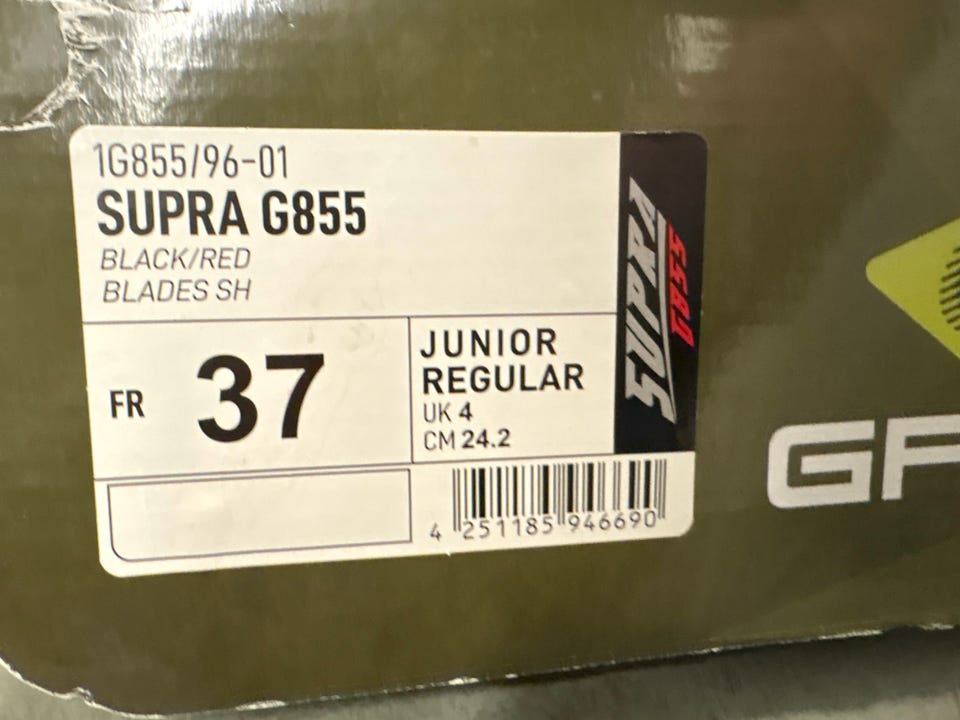 1G855/96-01
SUPRA G855
BLACK/RED
BLADES SH
FR 37
JUNIOR
REGULAR
UK 4
CM 24.2
4 251185 946690
SUPRA
G855
GR